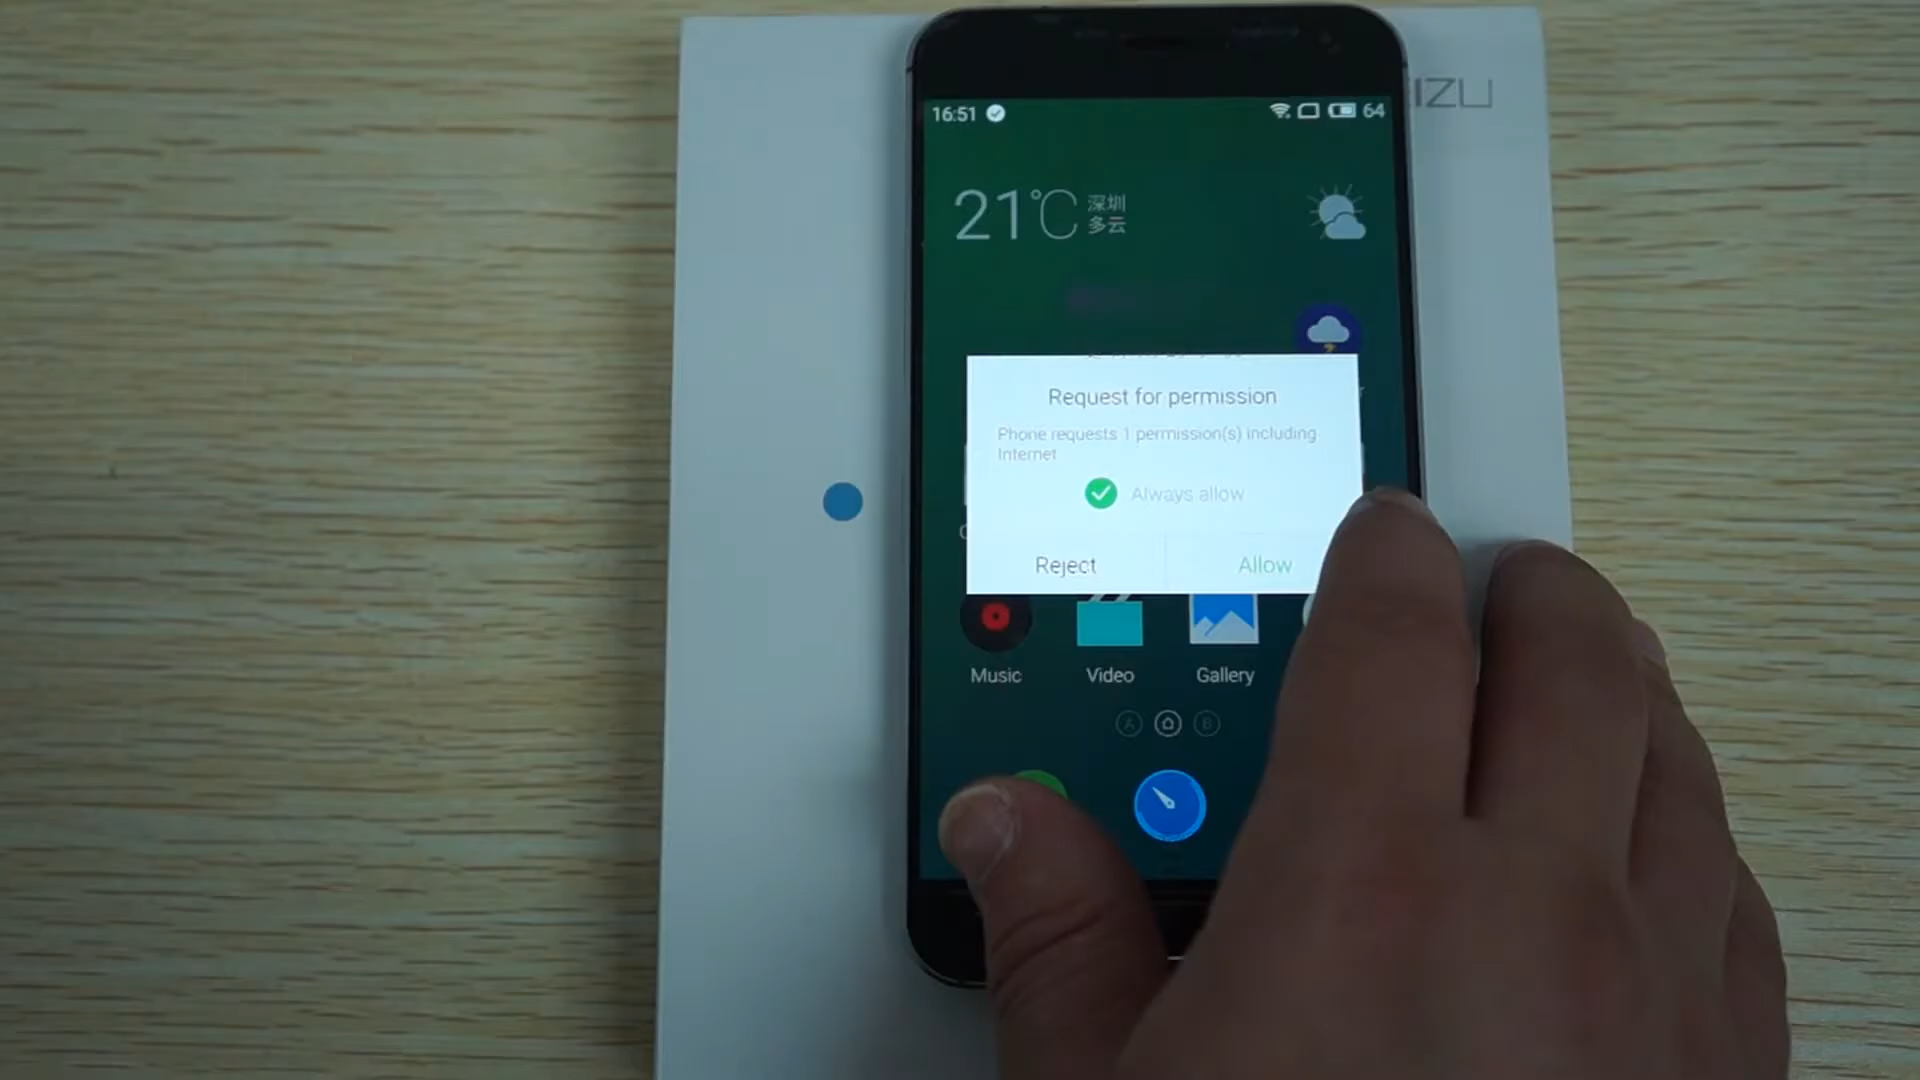 IZU
16:51
64
21℃
深圳
多云
Request for permission
Phone requests 1 permission(s) including
Internet
Always allow
Reject
Allow
Music
Video
Gallery
A
B